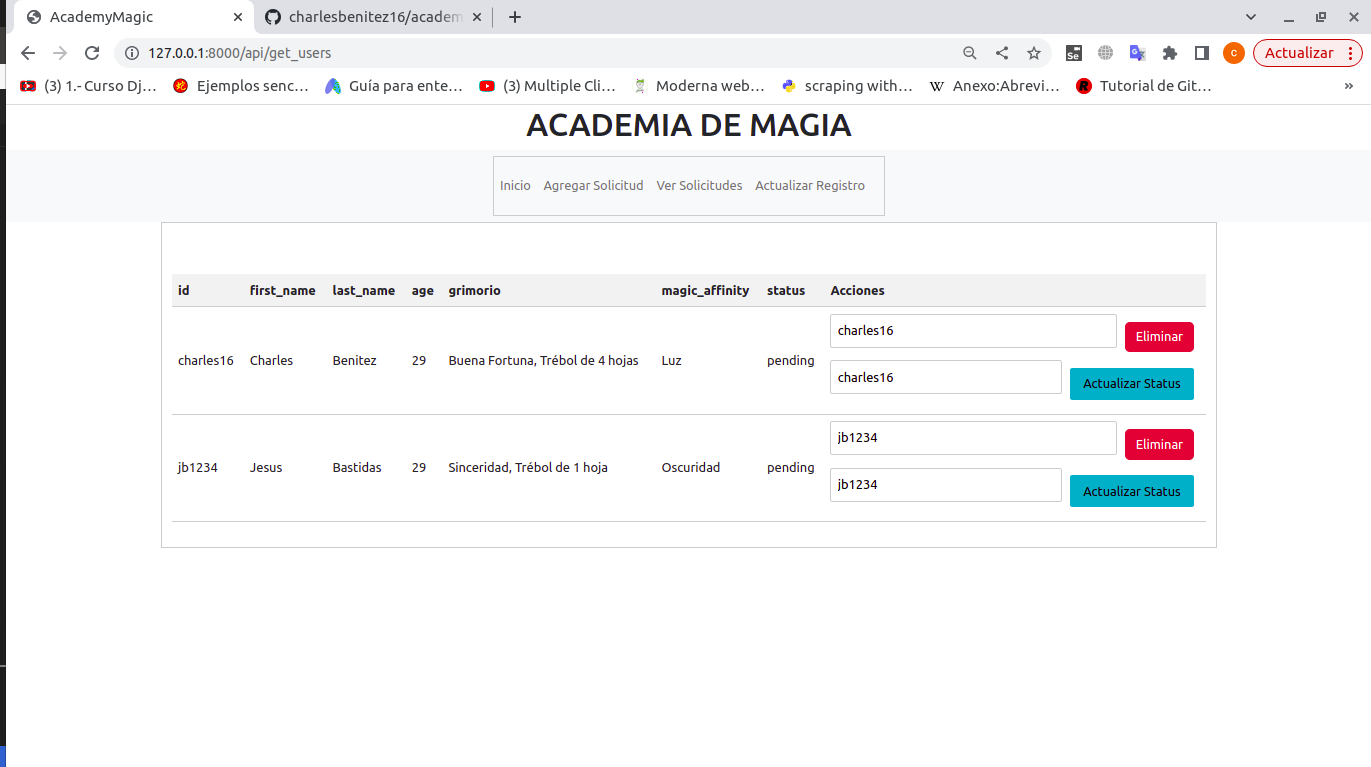 AcademyMagic
charlesbenitez16/academ
127.0.0.1:8000/api/get_users
Se
c
Actualizar
(3) 1.- Curso Dj…
Ejemplos senc…
Guía para ente…
(3) Multiple Cli…
Moderna web…
scraping with…
W Anexo:Abrevi…
R Tutorial de Git…
»
ACADEMIA DE MAGIA
Inicio Agregar Solicitud Ver Solicitudes Actualizar Registro
id first_name last_name age grimorio magic_affinity status Acciones
charles16 Charles Benitez 29 Buena Fortuna, Trébol de 4 hojas Luz pending
charles16 Eliminar
charles16 Actualizar Status
jb1234 Jesus Bastidas 29 Sinceridad, Trébol de 1 hoja Oscuridad pending
jb1234 Eliminar
jb1234 Actualizar Status